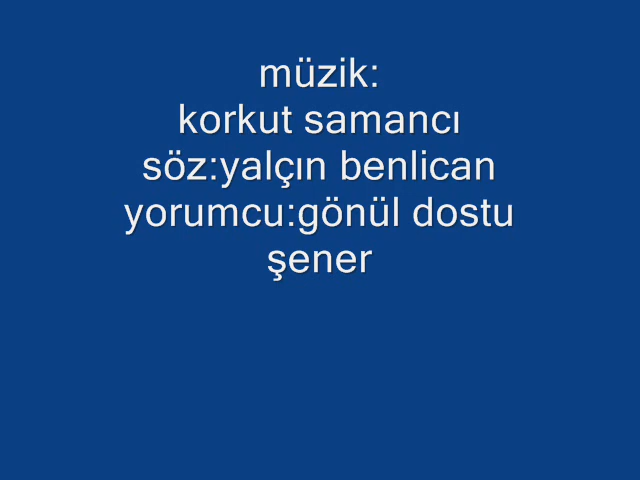 müzik:
korkut samancı
söz:yalçın benlican
yorumcu:gönül dostu
şener